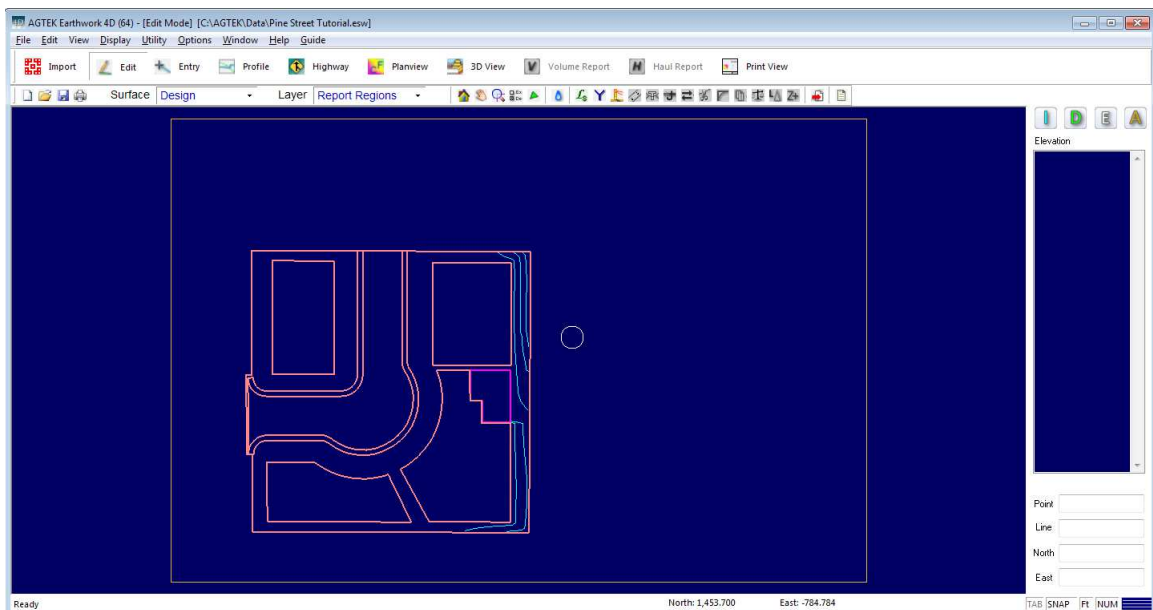 AGTEK Earthwork 4D (64) - [Edit Mode] [C:\AGTEK\Data\Pine Street Tutorial.esw]
File Edit View Display Utility Options Window Help Guide
Import Edit Entry Profile Highway Planview 3D View V Volume Report H Haul Report Print View
Surface Design Layer Report Regions
I D E A
Elevation
Point
Line
North
East
Ready North: 1,453.700 East: -784.784 TAB SNAP Ft NUM